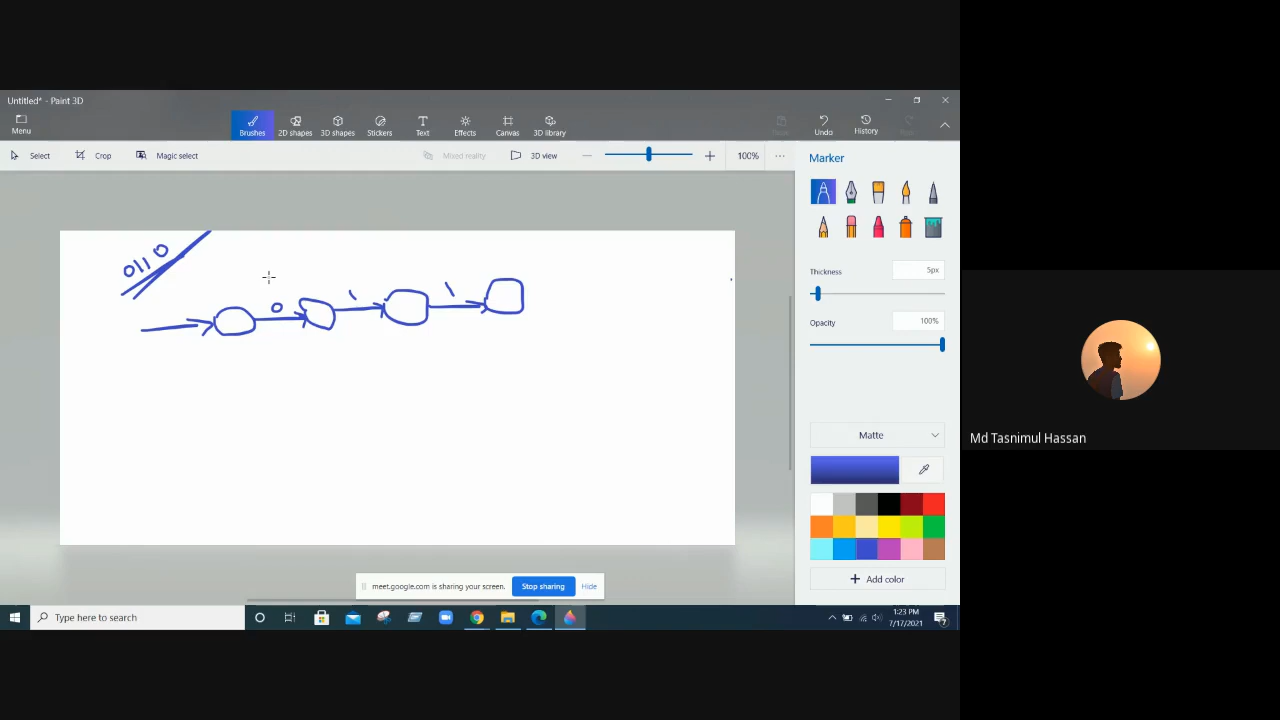 Untitled* - Paint 3D
Menu
Brushes
2D shapes
3D shapes
Stickers
Text
Effects
Canvas
3D library
Undo
History
Select
Crop
Magic select
Mixed reality
3D view
100%
Marker
Thickness
5px
Opacity
100%
Matte
Add color
0110
0
1
1
Md Tasnimul Hassan
meet.google.com is sharing your screen.
Stop sharing
Hide
Type here to search
1:23 PM
7/17/2021